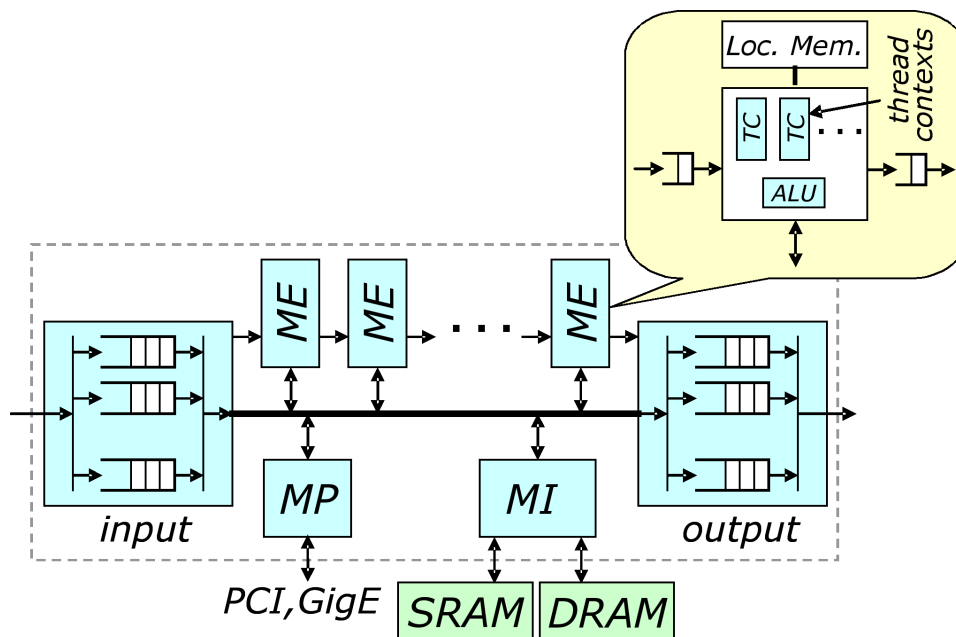 Loc. Mem.
thread
contexts
TC
TC
. . .
ALU
ME
ME
. . .
ME
input
MP
MI
output
PCI,GigE
SRAM
DRAM